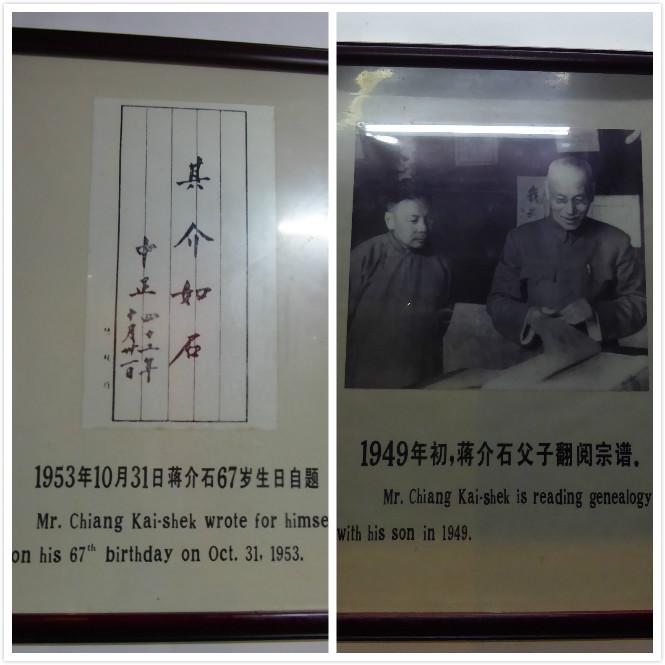 其介如石
中正 四十二年
十月卅一日
1953年10月31日蒋介石67岁生日自题
Mr. Chiang Kai-shek wrote for himse
on his 67th birthday on Oct. 31, 1953.
1949年初,蒋介石父子翻阅宗谱。
Mr. Chiang Kai-shek is reading genealogy
with his son in 1949.